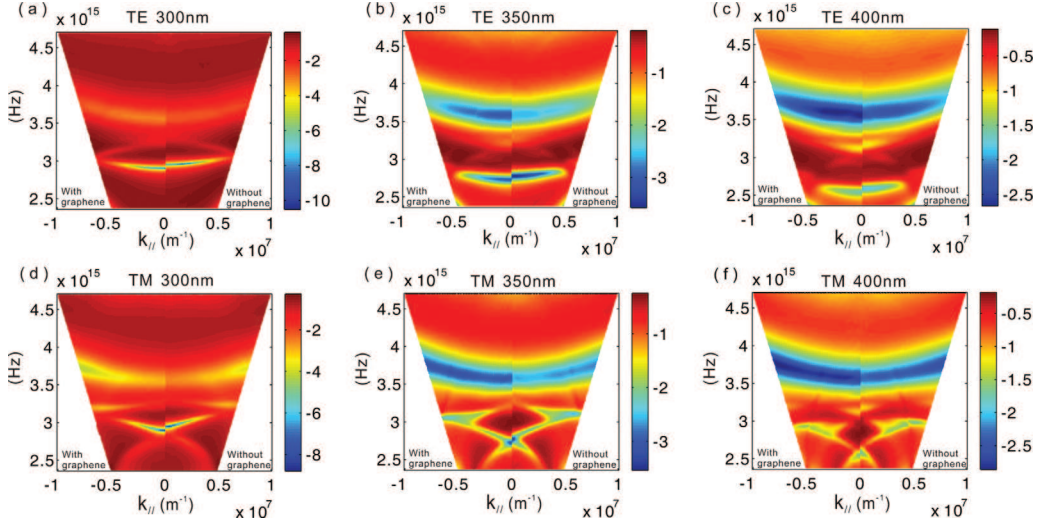 (a) x 10^15 TE 300nm
(Hz)
4.5
4
3.5
3
2.5
-2
-4
-6
-8
-10
With graphene
Without graphene
-1 -0.5 0 0.5 1
k// (m-1) x 10^7
(b) x 10^15 TE 350nm
(Hz)
4.5
4
3.5
3
2.5
-1
-2
-3
With graphene
Without graphene
-1 -0.5 0 0.5 1
k// (m-1) x 10^7
(c) x 10^15 TE 400nm
(Hz)
4.5
4
3.5
3
2.5
-0.5
-1
-1.5
-2
-2.5
With graphene
Without graphene
-1 -0.5 0 0.5 1
k// (m-1) x 10^7
(d) x 10^15 TM 300nm
(Hz)
4.5
4
3.5
3
2.5
-2
-4
-6
-8
With graphene
Without graphene
-1 -0.5 0 0.5 1
k// (m-1) x 10^7
(e) x 10^15 TM 350nm
(Hz)
4.5
4
3.5
3
2.5
-1
-2
-3
With graphene
Without graphene
-1 -0.5 0 0.5 1
k// (m-1) x 10^7
(f) x 10^15 TM 400nm
(Hz)
4.5
4
3.5
3
2.5
-0.5
-1
-1.5
-2
-2.5
With graphene
Without graphene
-1 -0.5 0 0.5 1
k// (m-1) x 10^7